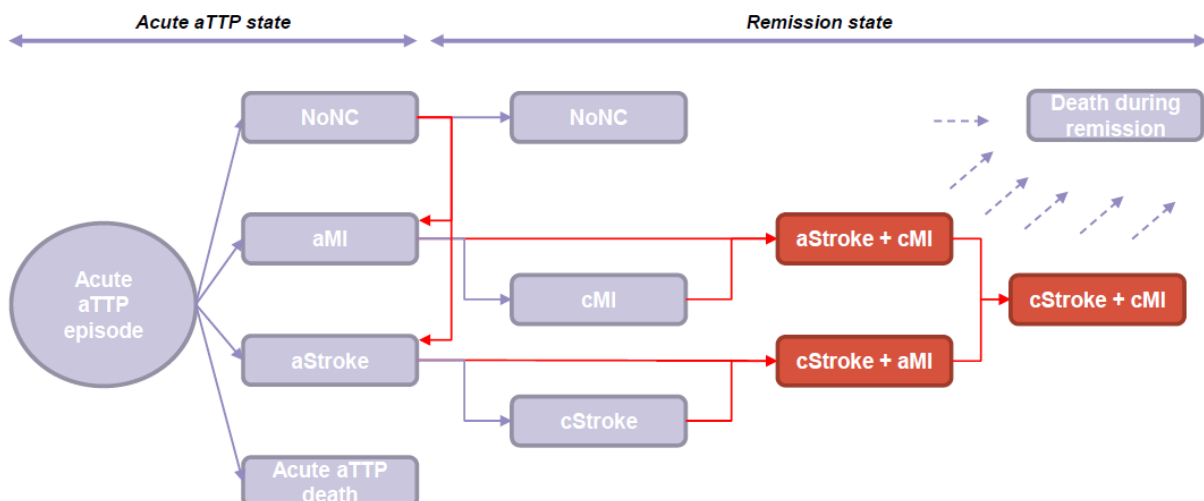 Acute aTTP state
Remission state
NoNC
NoNC
Death during
remission
aMI
aStroke + cMI
Acute
aTTP
episode
cMI
cStroke + cMI
aStroke
cStroke + aMI
cStroke
Acute aTTP
death